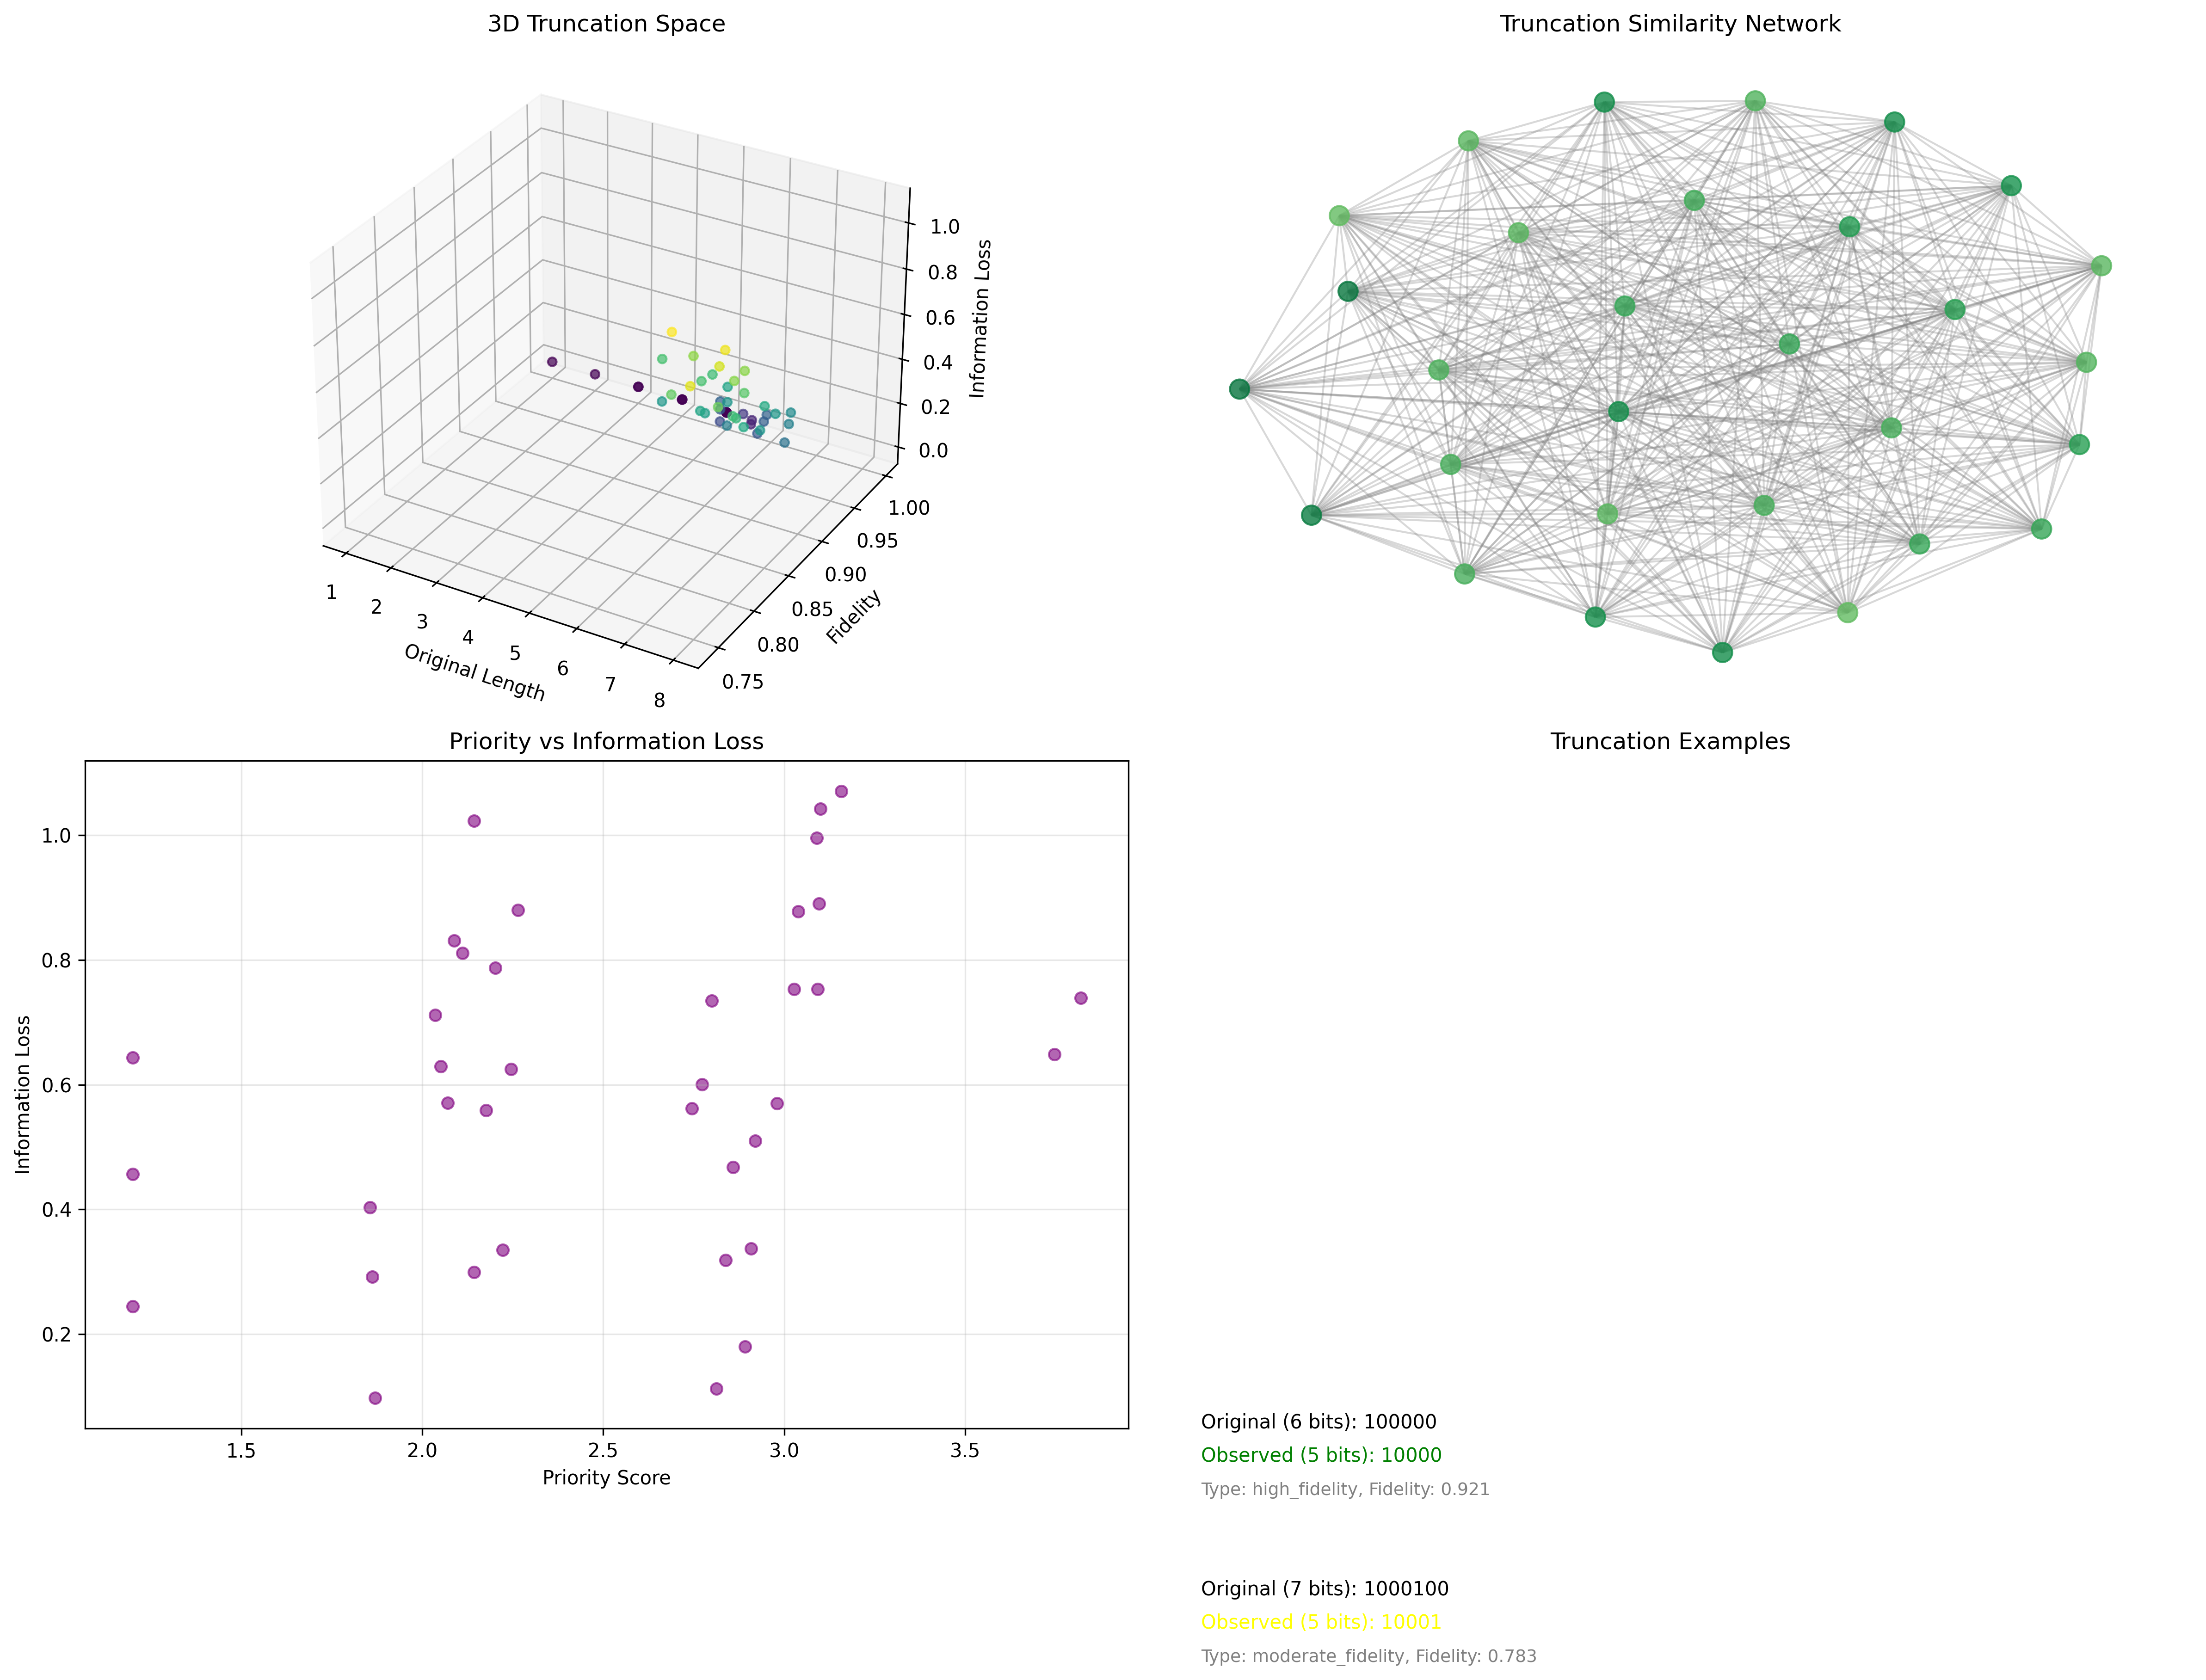 3D Truncation Space
1.0
0.8
0.6
0.4
0.2
0.0
Information Loss
1.00
0.95
0.90
0.85
0.80
0.75
Fidelity
1
2
3
4
5
6
7
8
Original Length
Truncation Similarity Network
Priority vs Information Loss
1.0
0.8
0.6
0.4
0.2
Information Loss
1.5
2.0
2.5
3.0
3.5
Priority Score
Truncation Examples
Original (6 bits): 100000
Observed (5 bits): 10000
Type: high_fidelity, Fidelity: 0.921
Original (7 bits): 1000100
Observed (5 bits): 10001
Type: moderate_fidelity, Fidelity: 0.783